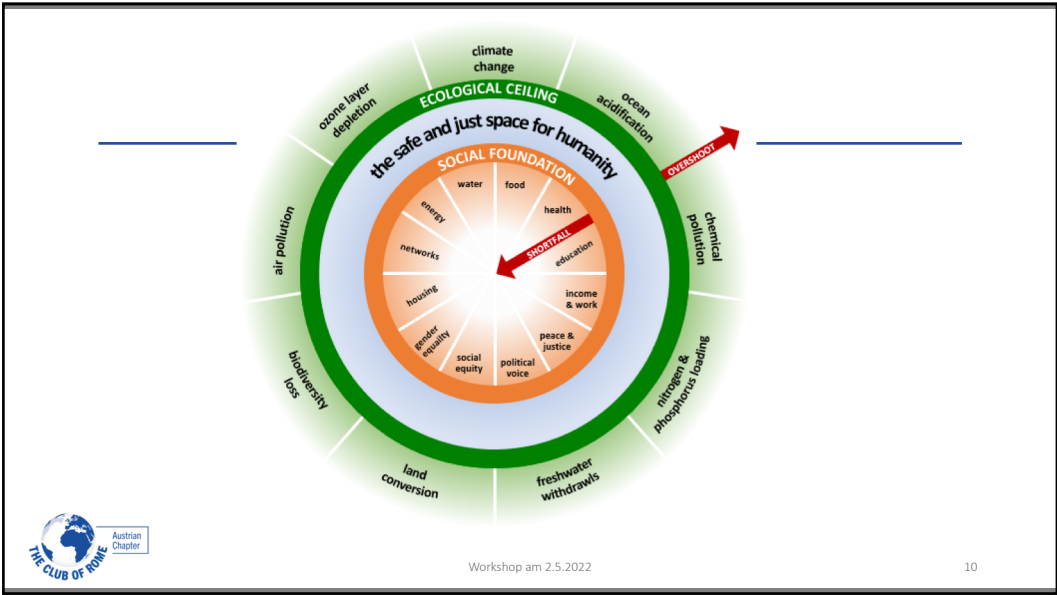 climate
change
ozone layer
depletion
ECOLOGICAL CEILING
ocean
acidification
the safe and just space for humanity
OVERSHOOT
SOCIAL FOUNDATION
water
food
energy
health
SHORTFALL
networks
education
air pollution
chemical
pollution
housing
income
& work
gender
equailty
peace &
justice
social
equity
political
voice
biodiversity
loss
nitrogen &
phosphorus loading
land
conversion
freshwater
withdrawls
THE CLUB OF ROME
Austrian
Chapter
Workshop am 2.5.2022
10